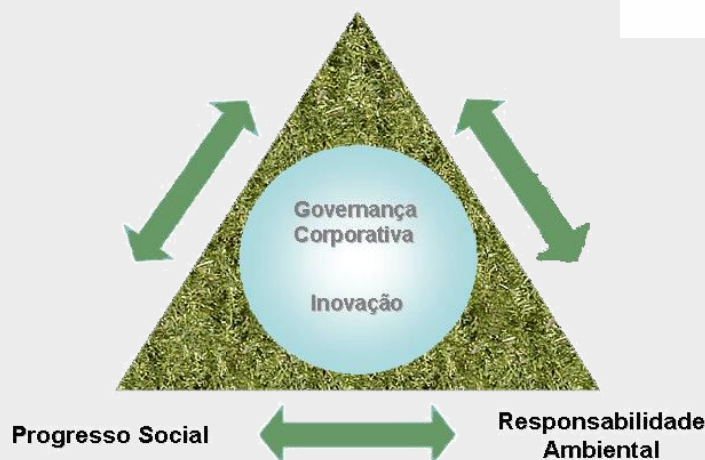 Governança
Corporativa
Inovação
Progresso Social
Responsabilidade
Ambiental